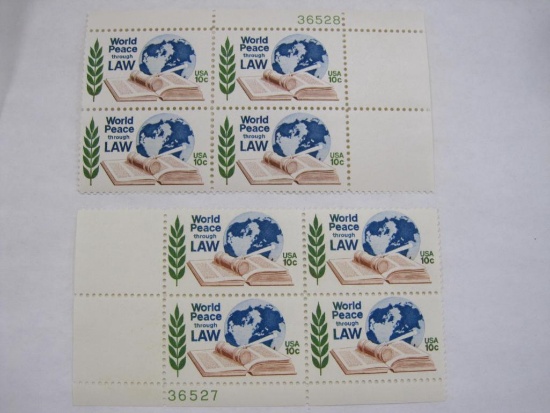 36528
World
Peace
through
LAW
USA
10c
World
Peace
through
LAW
USA
10c
World
Peace
through
LAW
USA
10c
World
Peace
through
LAW
USA
10c
World
Peace
through
LAW
USA
10c
World
Peace
through
LAW
USA
10c
World
Peace
through
LAW
USA
10c
World
Peace
through
LAW
USA
10c
36527